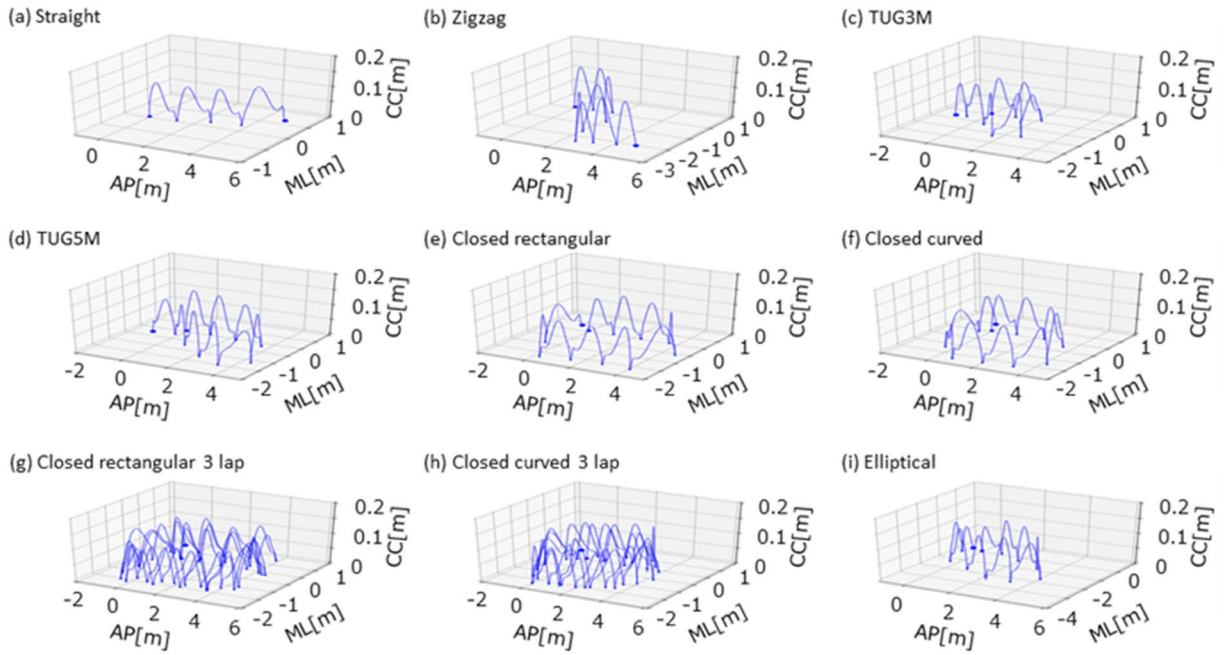 (a) Straight
0.2
0.1
0
CC[m]
1
0
-1
ML[m]
0
2
4
6
AP[m]
(b) Zigzag
0.2
0.1
0
CC[m]
1
0
-1
-2
-3
ML[m]
0
2
4
6
AP[m]
(c) TUG3M
0.2
0.1
0
CC[m]
1
0
-1
-2
ML[m]
-2
0
2
4
AP[m]
(d) TUG5M
0.2
0.1
0
CC[m]
1
0
-1
-2
ML[m]
-2
0
2
4
AP[m]
(e) Closed rectangular
0.2
0.1
0
CC[m]
1
0
-1
-2
ML[m]
-2
0
2
4
AP[m]
(f) Closed curved
0.2
0.1
0
CC[m]
1
0
-1
-2
ML[m]
-2
0
2
4
AP[m]
(g) Closed rectangular 3 lap
0.2
0.1
0
CC[m]
1
0
-1
-2
ML[m]
-2
0
2
4
6
AP[m]
(h) Closed curved 3 lap
0.2
0.1
0
CC[m]
1
0
-1
-2
ML[m]
-2
0
2
4
6
AP[m]
(i) Elliptical
0.2
0.1
0
CC[m]
0
-2
-4
ML[m]
0
2
4
6
AP[m]